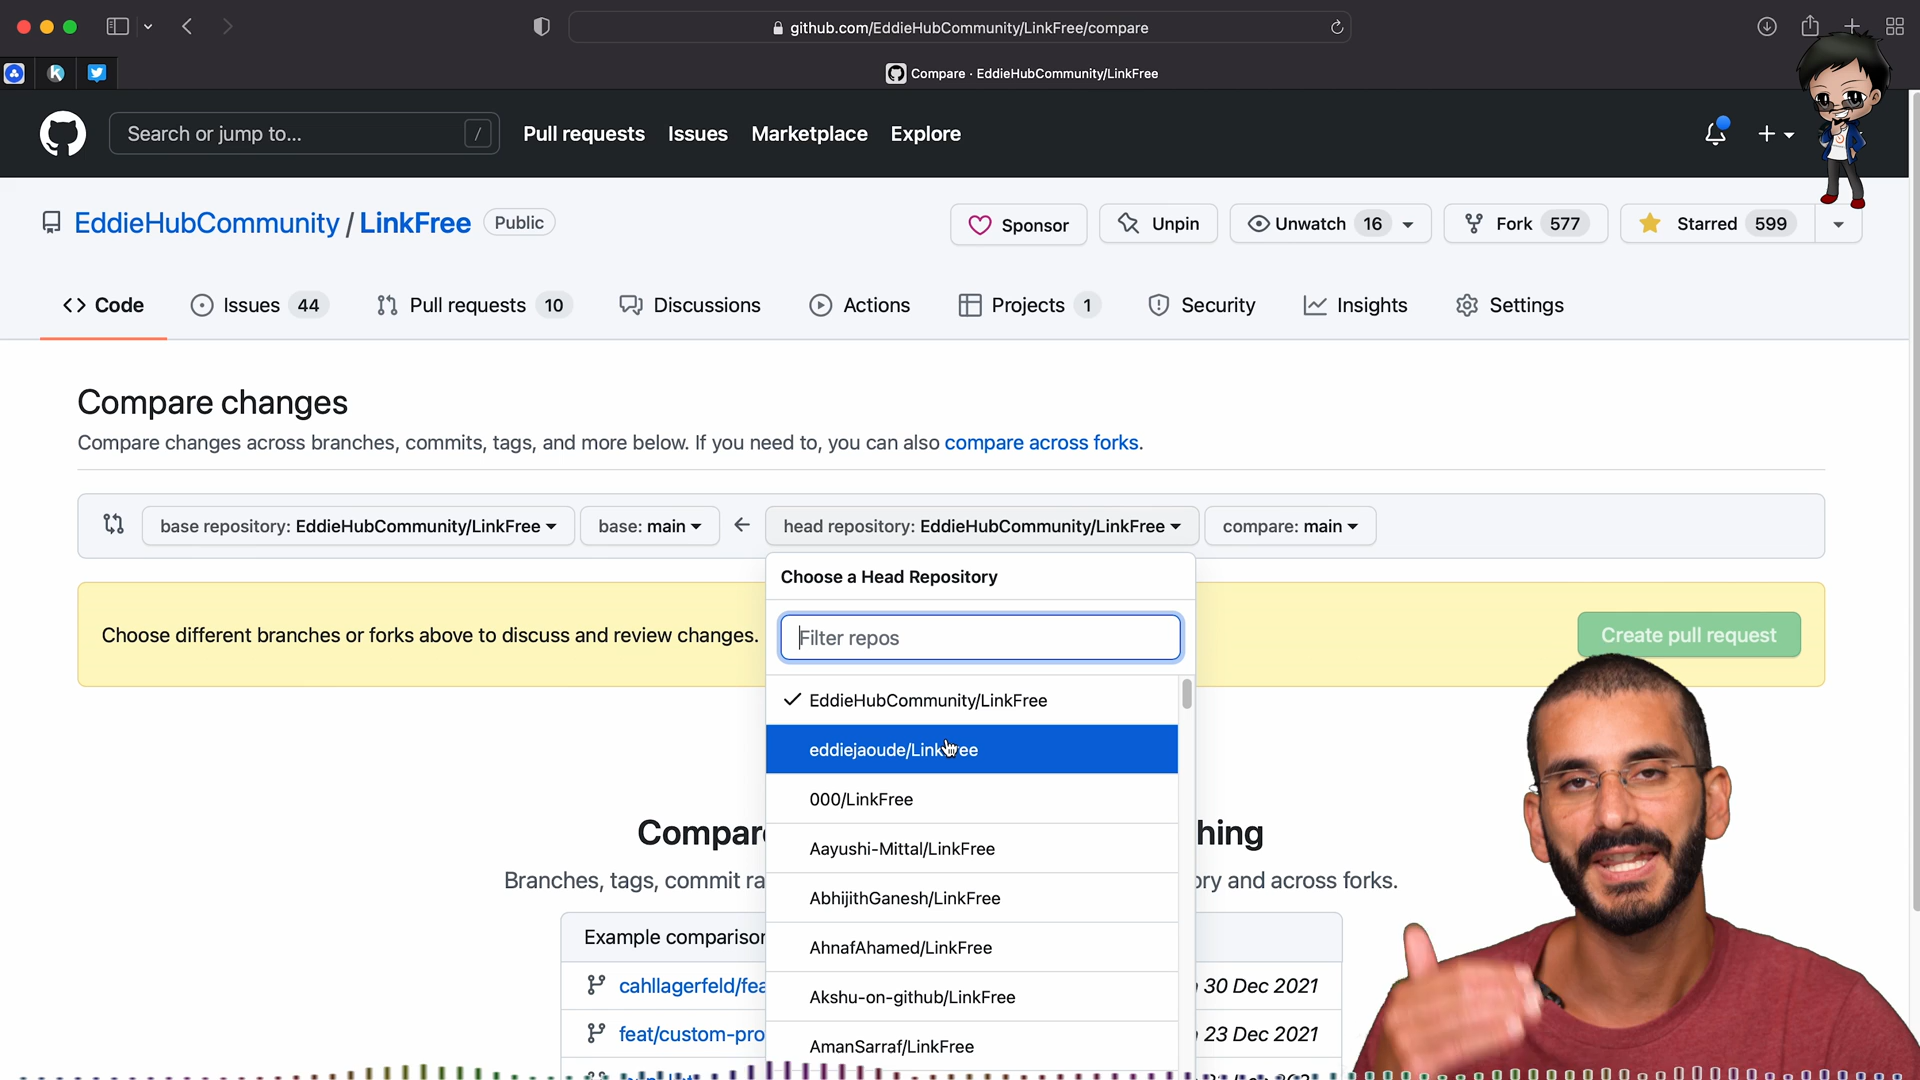 github.com/EddieHubCommunity/LinkFree/compare
Compare · EddieHubCommunity/LinkFree
Search or jump to... /
Pull requests Issues Marketplace Explore
EddieHubCommunity / LinkFree Public
Sponsor Unpin Unwatch 16 Fork 577 Starred 599
Code Issues 44 Pull requests 10 Discussions Actions Projects 1 Security Insights Settings
Compare changes
Compare changes across branches, commits, tags, and more below. If you need to, you can also compare across forks.
base repository: EddieHubCommunity/LinkFree base: main ← head repository: EddieHubCommunity/LinkFree compare: main
Choose a Head Repository
Choose different branches or forks above to discuss and review changes.
Create pull request
Filter repos
EddieHubCommunity/LinkFree
eddiejaoude/LinkFree
000/LinkFree
Aayushi-Mittal/LinkFree
AbhijithGanesh/LinkFree
AhnafAhamed/LinkFree
Akshu-on-github/LinkFree
AmanSarraf/LinkFree
Compar
hing
Branches, tags, commit ra
ory and across forks.
Example comparisor
cahllagerfeld/fea
30 Dec 2021
feat/custom-pro
23 Dec 2021